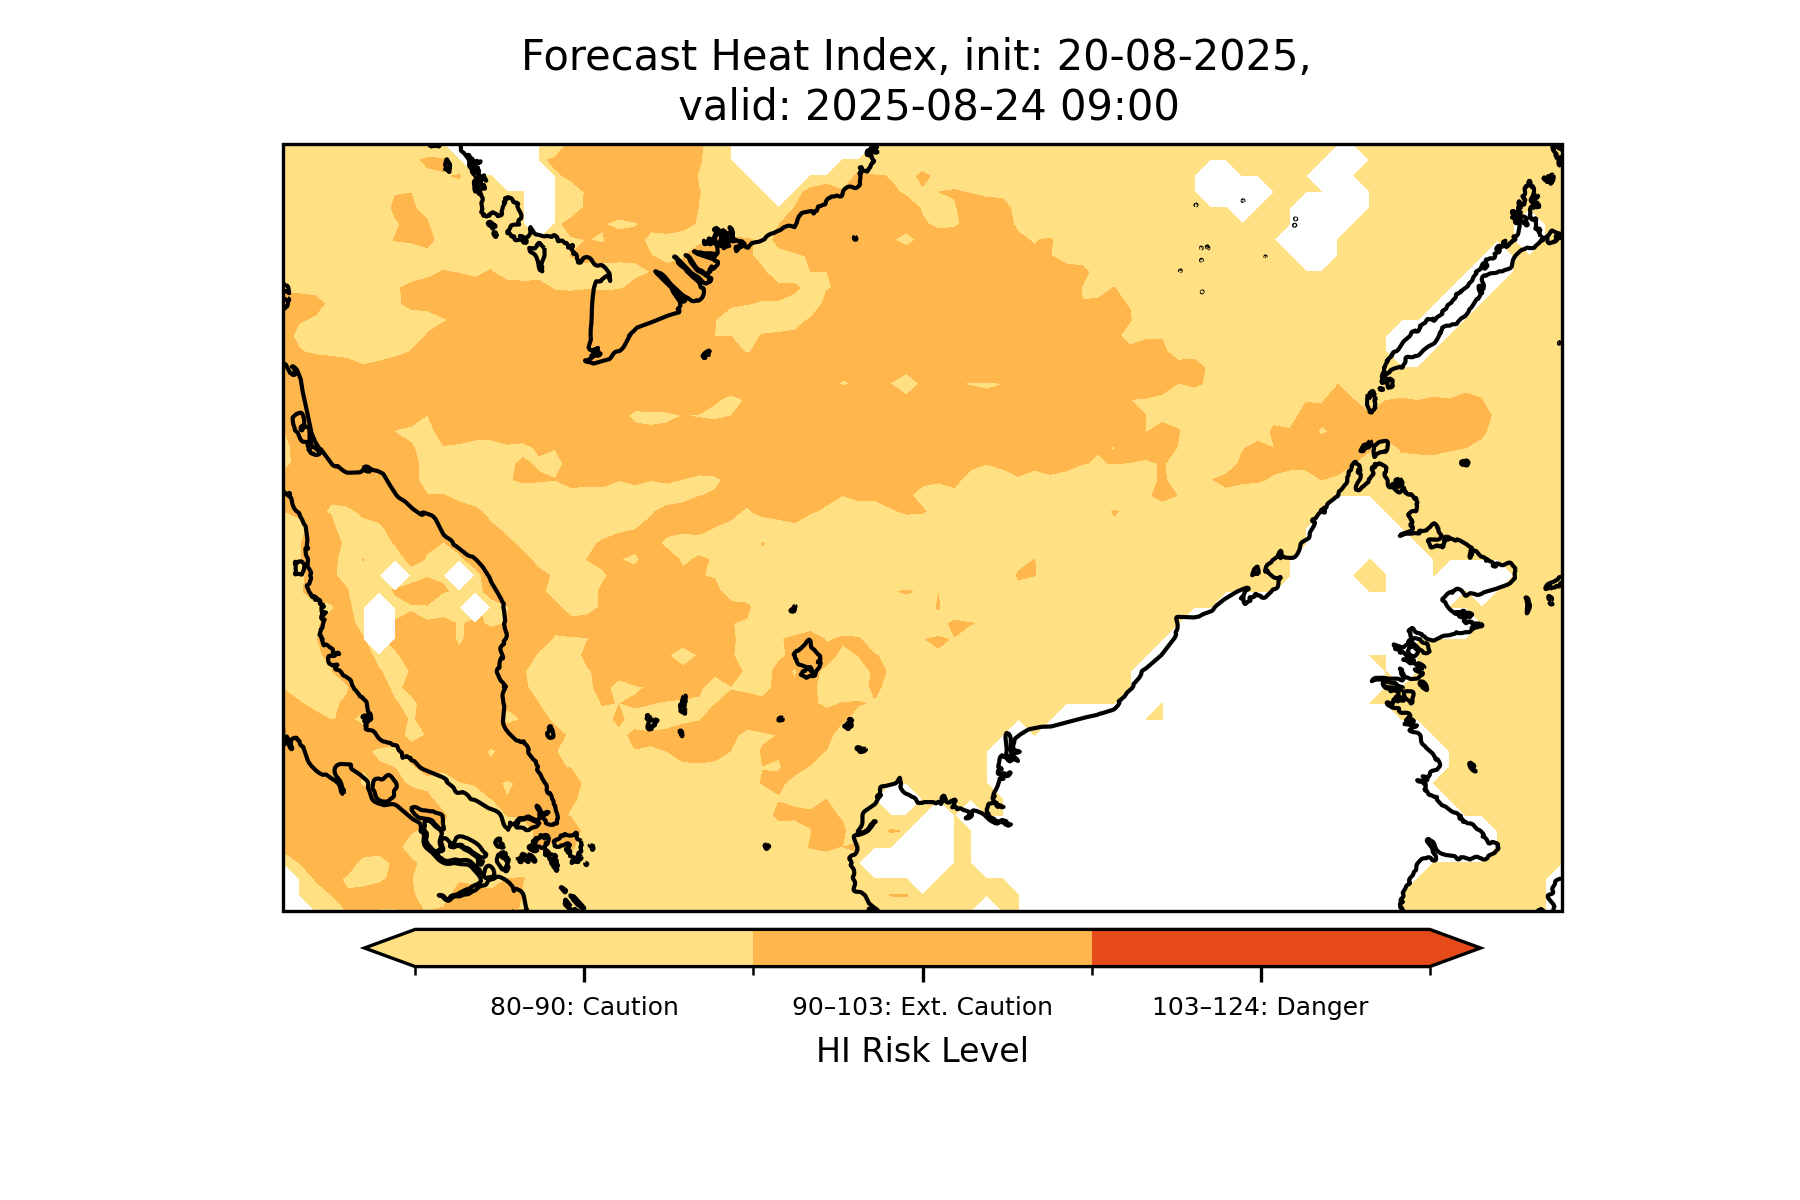 Forecast Heat Index, init: 20-08-2025,
valid: 2025-08-24 09:00
80–90: Caution
90–103: Ext. Caution
103–124: Danger
HI Risk Level